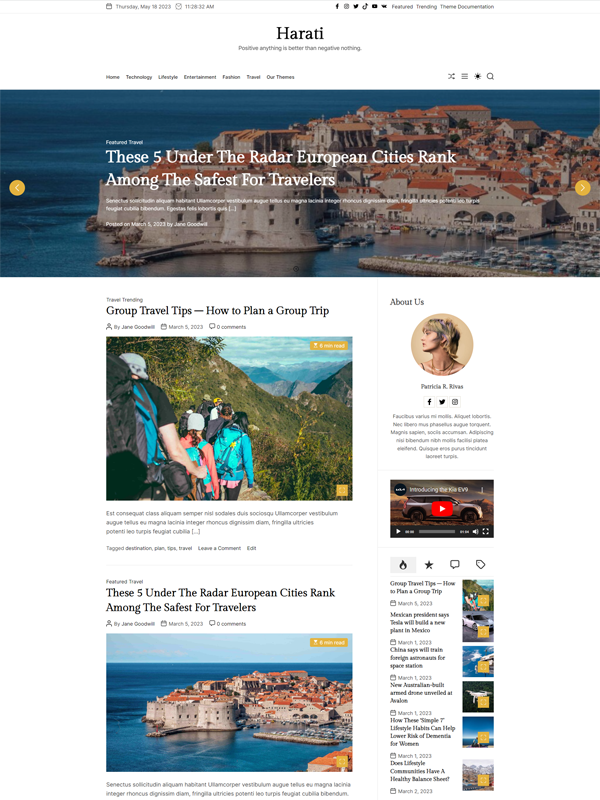 Thursday, May 18 2023 11:28:32 AM Featured Trending Theme Documentation
Harati
Positive anything is better than negative nothing.
Home Technology Lifestyle Entertainment Fashion Travel Our Themes
Featured Travel
These 5 Under The Radar European Cities Rank
Among The Safest For Travelers
Senectus sollicitudin aliquam habitant Ullamcorper vestibulum augue tellus eu magna lacinia integer rhoncus dignissim diam, fringilla ultricies potenti leo turpis
feugiat cubilia bibendum. Egestas felis lobortis quis [...]
Posted on March 5, 2023 by Jane Goodwill
Travel Trending
Group Travel Tips — How to Plan a Group Trip
By Jane Goodwill March 5, 2023 0 comments
6 min read
Est consequat class aliquam semper nisi sodales duis sociosqu Ullamcorper vestibulum
augue tellus eu magna lacinia integer rhoncus dignissim diam, fringilla ultricies
potenti leo turpis feugiat cubilia [...]
Tagged destination, plan, tips, travel Leave a Comment Edit
Featured Travel
These 5 Under The Radar European Cities Rank
Among The Safest For Travelers
By Jane Goodwill March 5, 2023 0 comments
6 min read
Senectus sollicitudin aliquam habitant Ullamcorper vestibulum augue tellus eu magna
lacinia integer rhoncus dignissim diam, fringilla ultricies potenti leo turpis
About Us
Patricia R. Rivas
Faucibus varius mi mollis. Aliquet lobortis.
Nec libero mus phasellus augue torquent.
Magnis sapien, sociis accumsan. Adipiscing
nisi bibendum nibh mollis facilisi platea
eleifend. Quisque eros purus tincidunt
laoreet turpis.
Introducing the Kia EV9
00:00 01:04
Group Travel Tips — How
to Plan a Group Trip
March 5, 2023
Mexican president says
Tesla will build a new
plant in Mexico
March 1, 2023
China says will train
foreign astronauts for
space station
March 1, 2023
New Australian-built
armed drone unveiled at
Avalon
March 1, 2023
How These ‘Simple 7’
Lifestyle Habits Can Help
Lower Risk of Dementia
for Women
March 1, 2023
Does Lifestyle
Communities Have A
Healthy Balance Sheet?
March 2, 2023